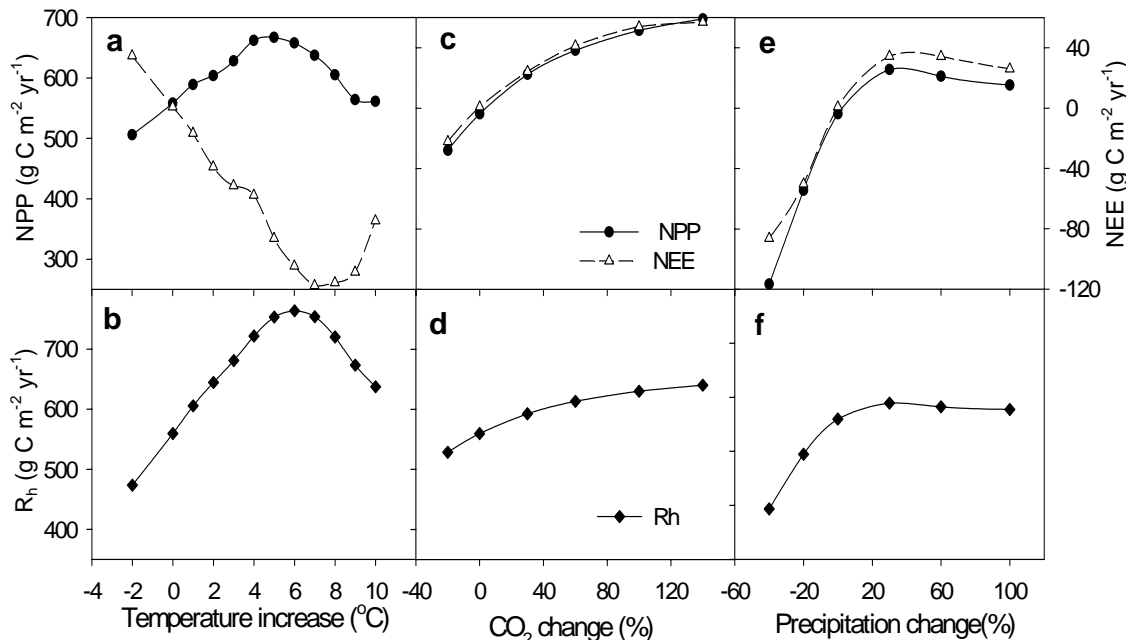 a
c
e
b
d
f
700
600
500
400
300
NPP (g C m-2 yr-1)
NPP
NEE
40
0
-40
-80
-120
NEE (g C m-2 yr-1)
700
600
500
400
Rh (g C m-2 yr-1)
Rh
-4 -2 0 2 4 6 8 10
-40 0 40 80 120
-60 -20 20 60 100
Temperature increase (oC)
CO2 change (%)
Precipitation change(%)